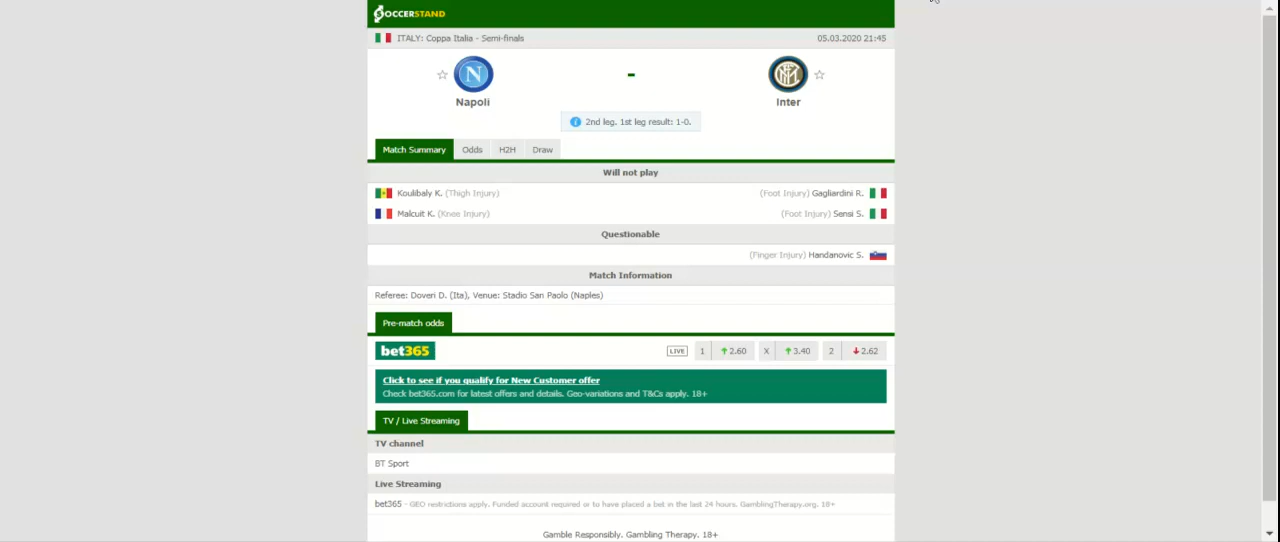 SOCCERSTAND
ITALY: Coppa Italia - Semi-finals 05.03.2020 21:45
N
-
Napoli Inter
2nd leg. 1st leg result: 1-0.
Match Summary Odds H2H Draw
Will not play
Koulibaly K. (Thigh Injury) (Foot Injury) Gagliardini R.
Malcuit K. (Knee Injury) (Foot Injury) Sensi S.
Questionable
(Finger Injury) Handanovic S.
Match Information
Referee: Doveri D. (Ita), Venue: Stadio San Paolo (Naples)
Pre-match odds
bet365 LIVE 1 2.60 X 3.40 2 2.62
Click to see if you qualify for New Customer offer
Check bet365.com for latest offers and details. Geo-variations and T&Cs apply. 18+
TV / Live Streaming
TV channel
BT Sport
Live Streaming
bet365 - GEO restrictions apply. Funded account required or to have placed a bet in the last 24 hours. GamblingTherapy.org. 18+
Gamble Responsibly. Gambling Therapy. 18+